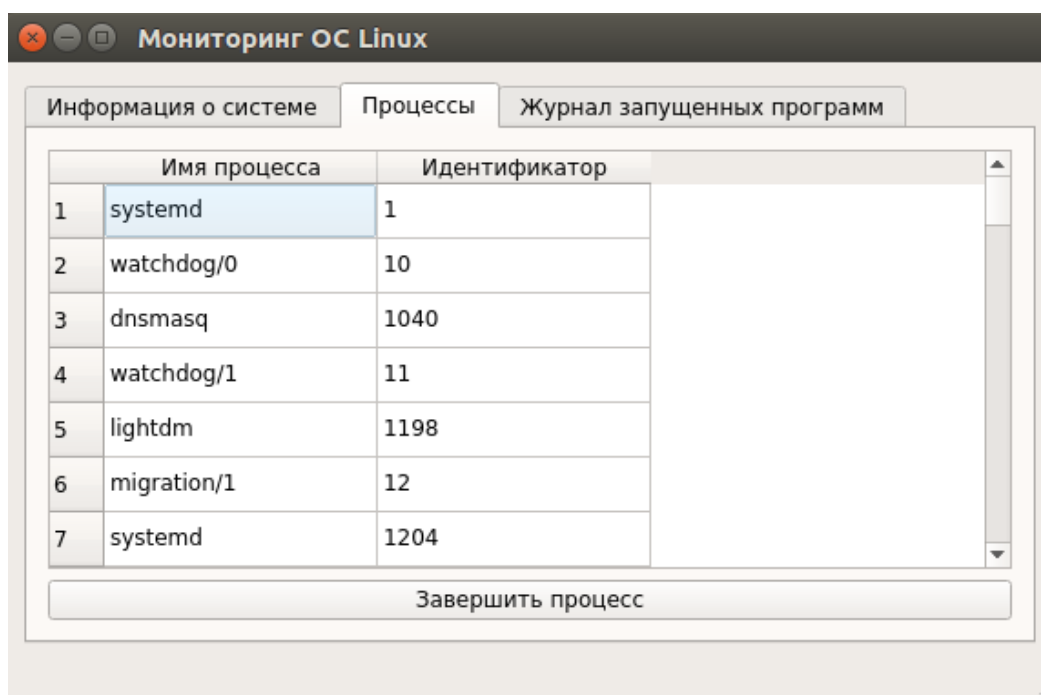 Мониторинг ОС Linux
Информация о системе Процессы Журнал запущенных программ
Имя процесса Идентификатор
1 systemd 1
2 watchdog/0 10
3 dnsmasq 1040
4 watchdog/1 11
5 lightdm 1198
6 migration/1 12
7 systemd 1204
Завершить процесс